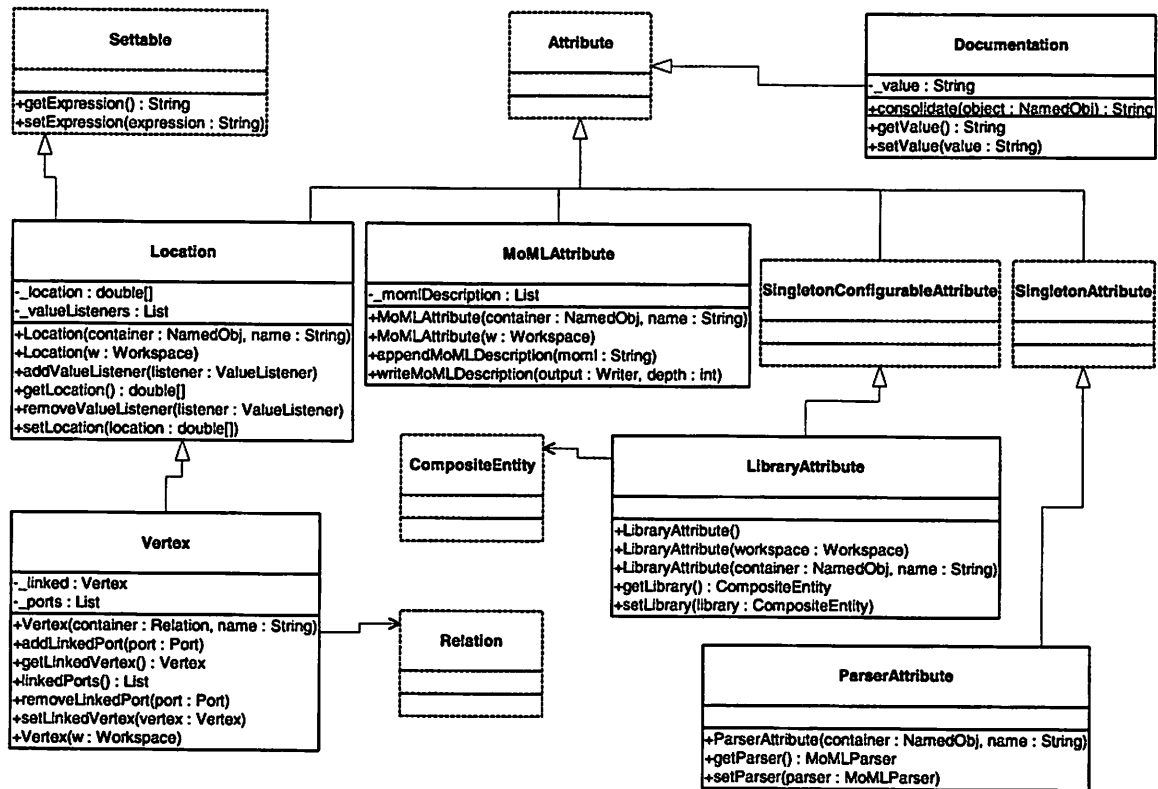 Settable
+getExpression() : String
+setExpression(expression : String)
Attribute
Documentation
-_value : String
+consolidate(object : NamedObj) : String
+getValue() : String
+setValue(value : String)
Location
-_location : double[]
-_valueListeners : List
+Location(container : NamedObj, name : String)
+Location(w : Workspace)
+addValueListener(listener : ValueListener)
+getLocation() : double[]
+removeValueListener(listener : ValueListener)
+setLocation(location : double[])
MoMLAttribute
-_momlDescription : List
+MoMLAttribute(container : NamedObj, name : String)
+MoMLAttribute(w : Workspace)
+appendMoMLDescription(moml : String)
+writeMoMLDescription(output : Writer, depth : int)
SingletonConfigurableAttribute
SingletonAttribute
CompositeEntity
LibraryAttribute
+LibraryAttribute()
+LibraryAttribute(workspace : Workspace)
+LibraryAttribute(container : NamedObj, name : String)
+getLibrary() : CompositeEntity
+setLibrary(library : CompositeEntity)
Vertex
-_linked : Vertex
-_ports : List
+Vertex(container : Relation, name : String)
+addLinkedPort(port : Port)
+getLinkedVertex() : Vertex
+linkedPorts() : List
+removeLinkedPort(port : Port)
+setLinkedVertex(vertex : Vertex)
+Vertex(w : Workspace)
Relation
ParserAttribute
+ParserAttribute(container : NamedObj, name : String)
+getParser() : MoMLParser
+setParser(parser : MoMLParser)